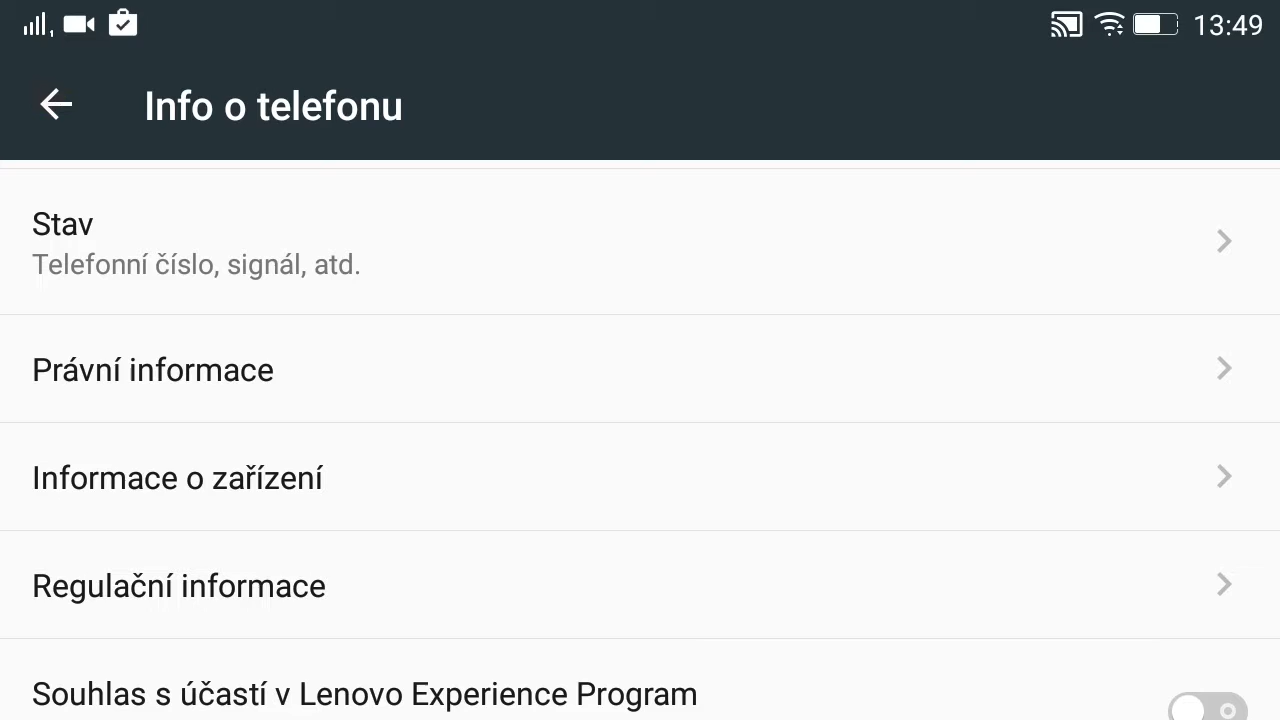 13:49
Info o telefonu
Stav
Telefonní číslo, signál, atd.
Právní informace
Informace o zařízení
Regulační informace
Souhlas s účastí v Lenovo Experience Program